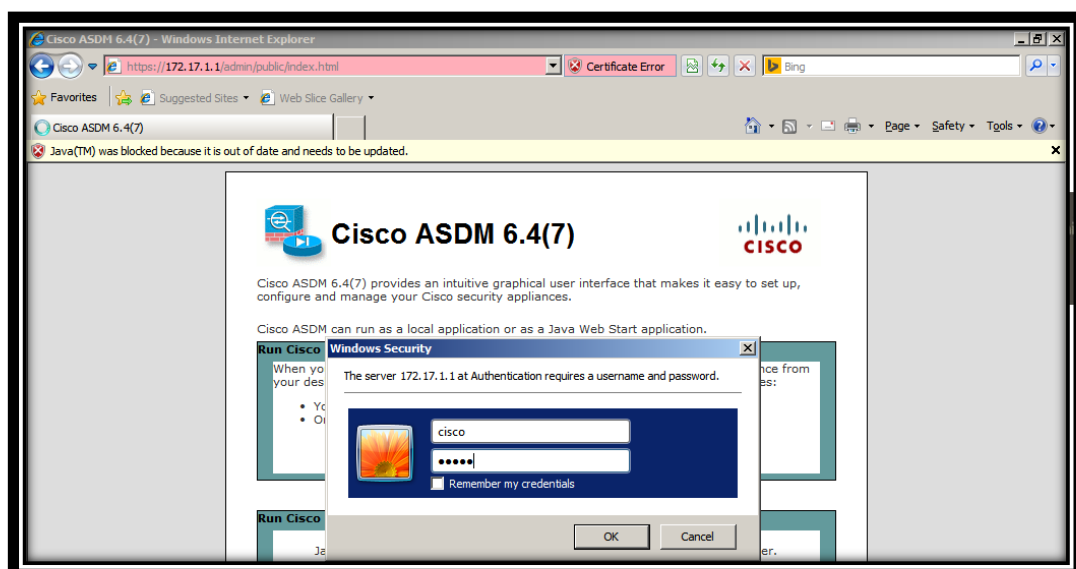 Cisco ASDM 6.4(7) - Windows Internet Explorer
https://172.17.1.1/admin/public/index.html Certificate Error Bing
Favorites Suggested Sites Web Slice Gallery
Cisco ASDM 6.4(7) Page Safety Tools
Java(TM) was blocked because it is out of date and needs to be updated.
Cisco ASDM 6.4(7)
CISCO
Cisco ASDM 6.4(7) provides an intuitive graphical user interface that makes it easy to set up,
configure and manage your Cisco security appliances.
Cisco ASDM can run as a local application or as a Java Web Start application.
Run Cisco
When yo
your des
Yo
nce from
es:
Windows Security
The server 172.17.1.1 at Authentication requires a username and password.
cisco
•••••
Remember my credentials
OK Cancel
Run Cisco
Ja
er.